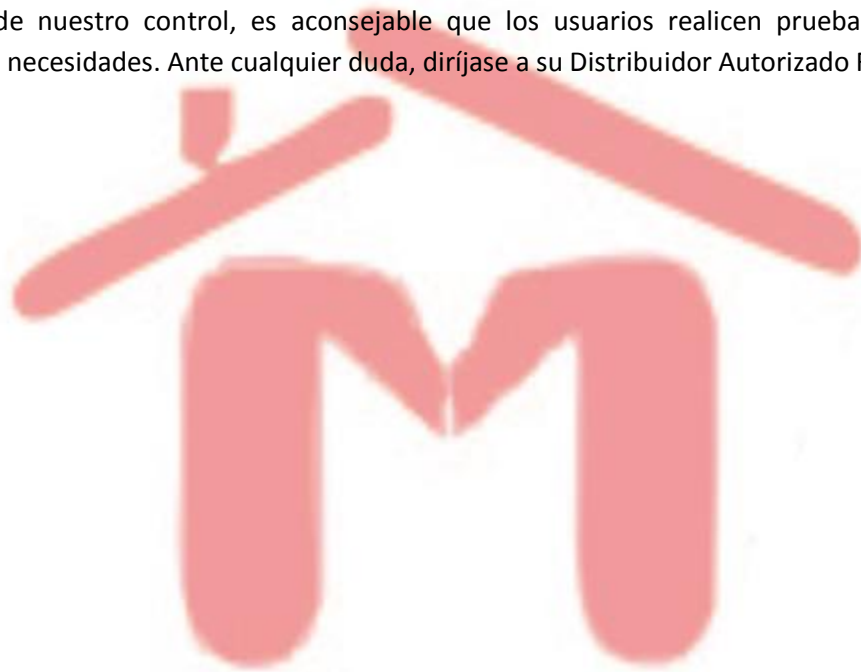 de nuestro control, es aconsejable que los usuarios realicen prueba
necesidades. Ante cualquier duda, diríjase a su Distribuidor Autorizado
M